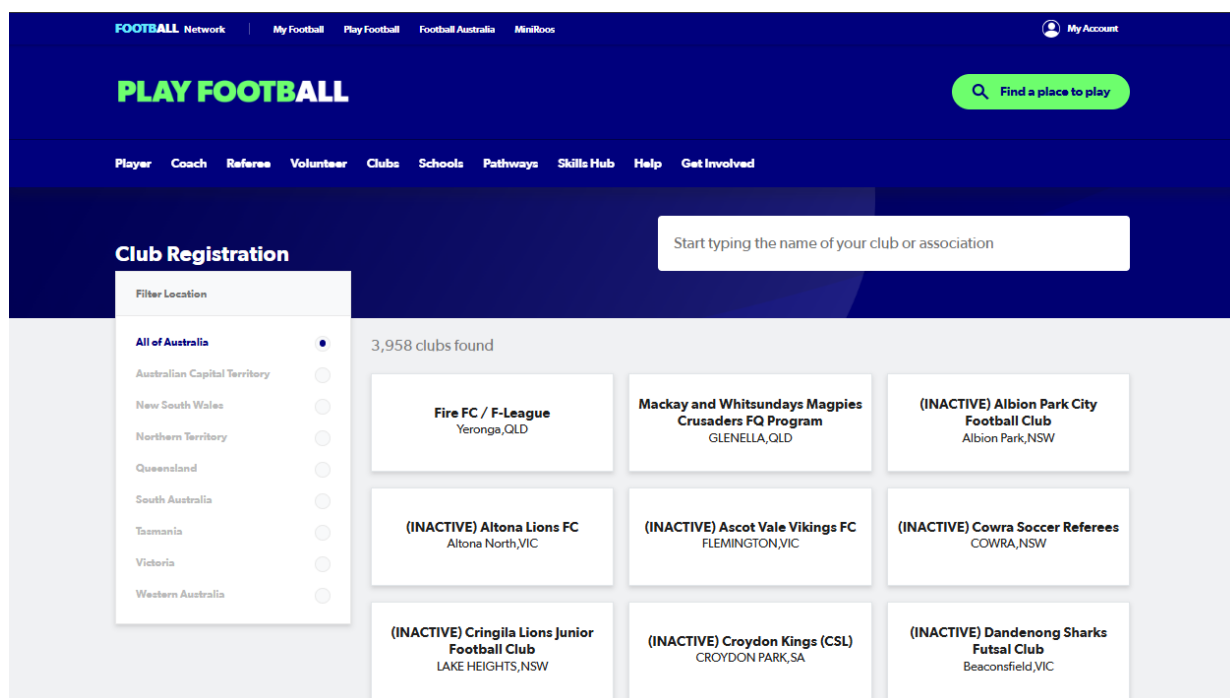 FOOTBALL Network
My Football Play Football Football Australia MiniRoos
My Account
PLAY FOOTBALL
Find a place to play
Player Coach Referee Volunteer Clubs Schools Pathways Skills Hub Help Get Involved
Club Registration
Start typing the name of your club or association
Filter Location
All of Australia
Australian Capital Territory
New South Wales
Northern Territory
Queensland
South Australia
Tasmania
Victoria
Western Australia
3,958 clubs found
Fire FC / F-League
Yeronga,QLD
Mackay and Whitsundays Magpies
Crusaders FQ Program
GLENELLA,QLD
(INACTIVE) Albion Park City
Football Club
Albion Park,NSW
(INACTIVE) Altona Lions FC
Altona North,VIC
(INACTIVE) Ascot Vale Vikings FC
FLEMINGTON,VIC
(INACTIVE) Cowra Soccer Referees
COWRA,NSW
(INACTIVE) Cringila Lions Junior
Football Club
LAKE HEIGHTS,NSW
(INACTIVE) Croydon Kings (CSL)
CROYDON PARK,SA
(INACTIVE) Dandenong Sharks
Futsal Club
Beaconsfield,VIC